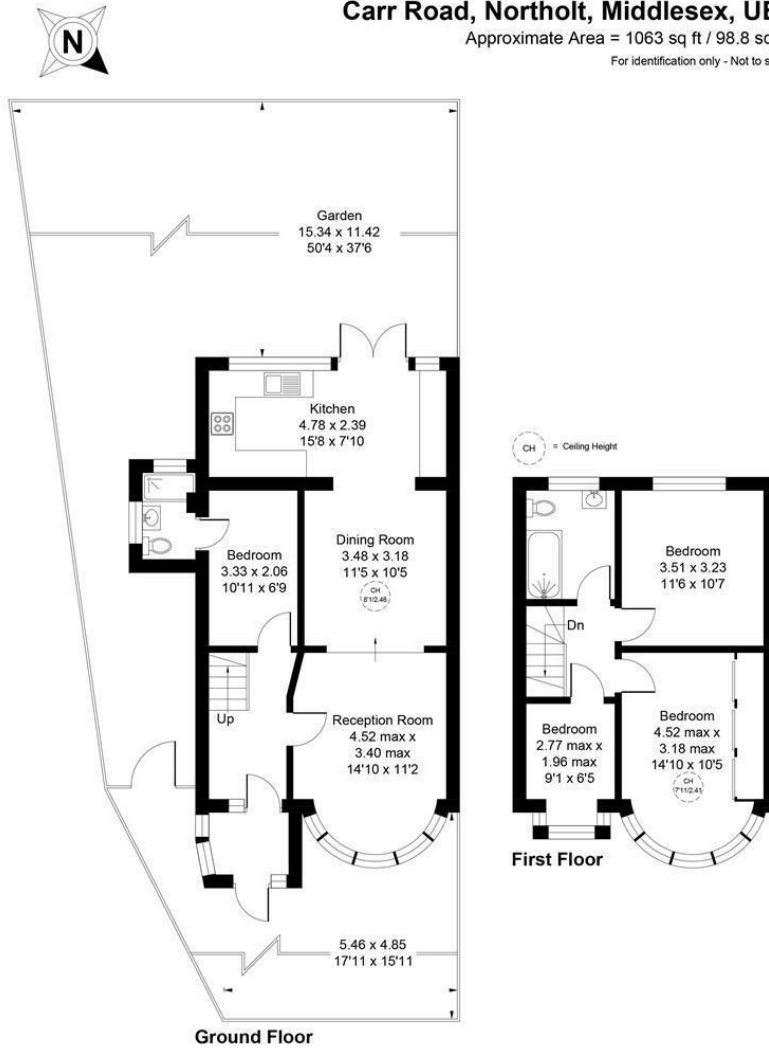 Carr Road, Northolt, Middlesex,
Approximate Area = 1063 sq ft / 98.8
For identification only - Not to
N
Garden
15.34 x 11.42
50'4 x 37'6
Kitchen
4.78 x 2.39
15'8 x 7'10
CH = Ceiling Height
Bedroom
3.33 x 2.06
10'11 x 6'9
Dining Room
3.48 x 3.18
11'5 x 10'5
CH
8'1/2.46
Bedroom
3.51 x 3.23
11'6 x 10'7
Dn
Up
Reception Room
4.52 max x
3.40 max
14'10 x 11'2
Bedroom
2.77 max x
1.96 max
9'1 x 6'5
Bedroom
4.52 max x
3.18 max
14'10 x 10'5
CH
7'11/2.41
First Floor
5.46 x 4.85
17'11 x 15'11
Ground Floor